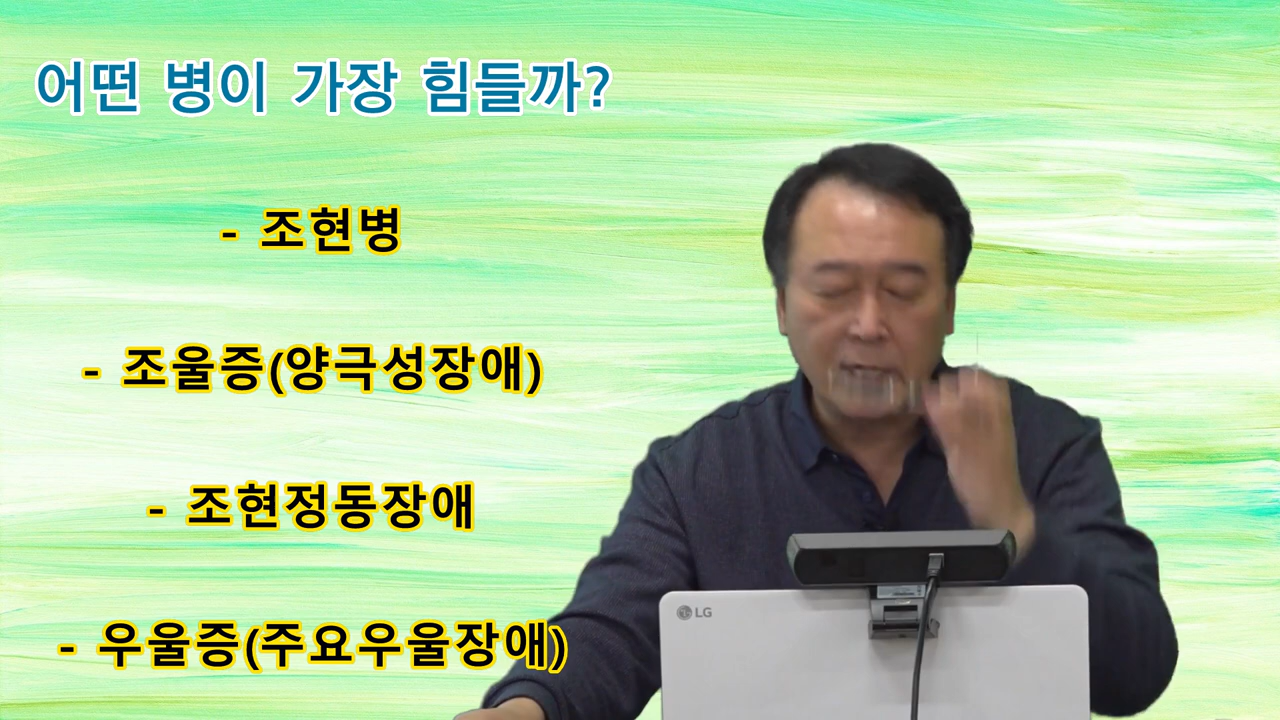 어떤 병이 가장 힘들까?
- 조현병
- 조울증(양극성장애)
- 조현정동장애
- 우울증(주요우울장애)
LG